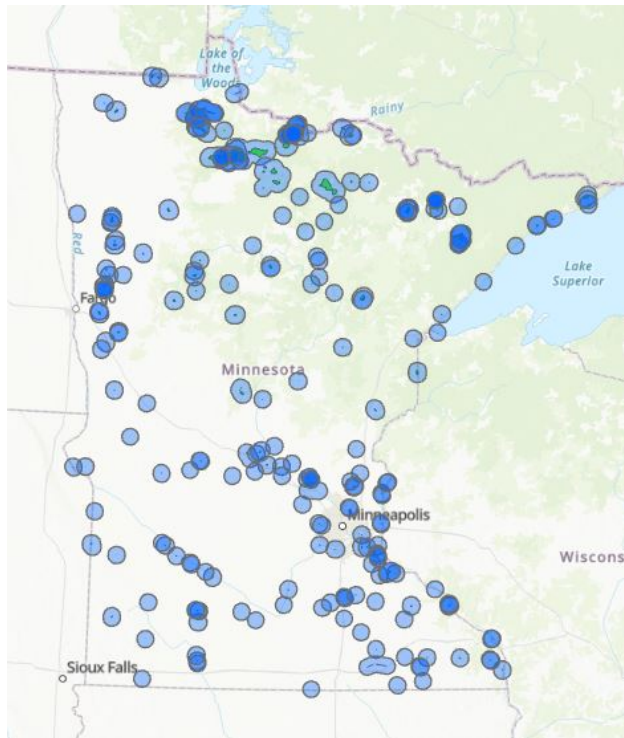 Lake of
the
Woods
Rainy
Red
Lake
Superior
Fargo
Minnesota
Minneapolis
Wiscons
Sioux Falls